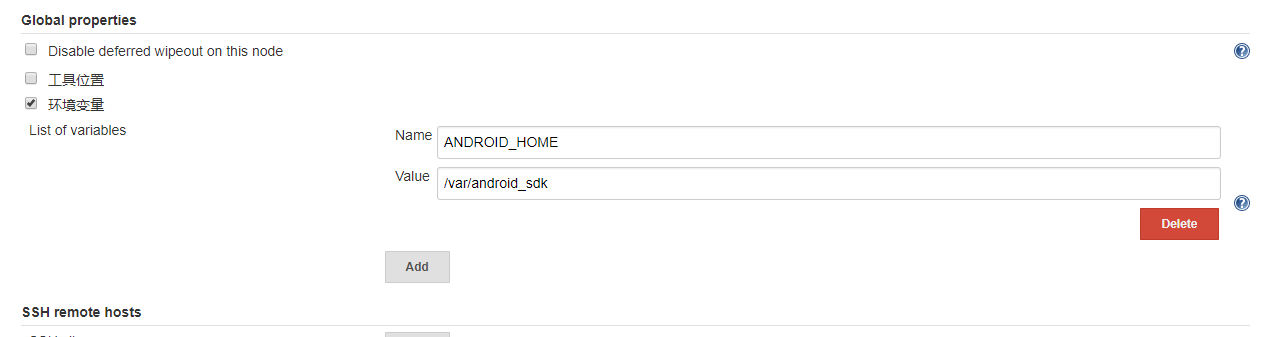 Global properties
Disable deferred wipeout on this node
工具位置
环境变量
List of variables
Name
ANDROID_HOME
Value
/var/android_sdk
Delete
Add
SSH remote hosts